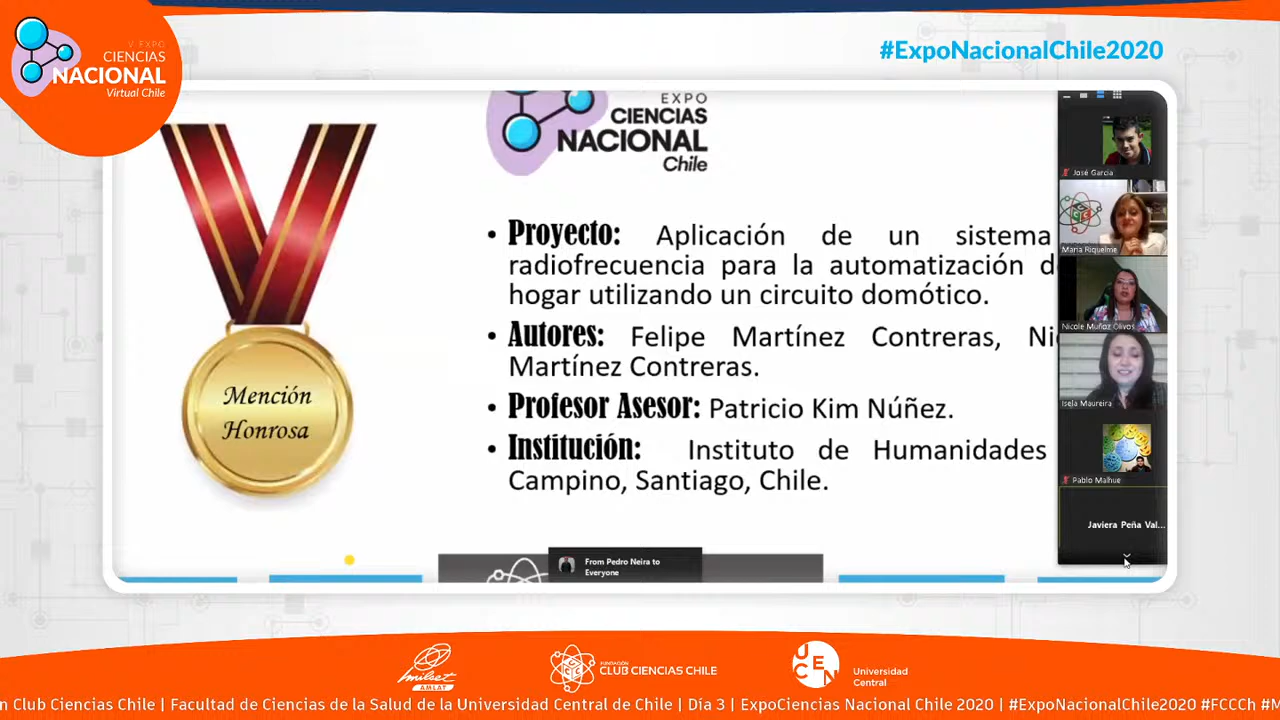 V EXPO
CIENCIAS
NACIONAL
Virtual Chile
#ExpoNacionalChile2020
EXPO
CIENCIAS
NACIONAL
Chile
Mención
Honrosa
• Proyecto: Aplicación de un sistema
radiofrecuencia para la automatización d
hogar utilizando un circuito domótico.
• Autores: Felipe Martínez Contreras, Ni
Martínez Contreras.
• Profesor Asesor: Patricio Kim Núñez.
• Institución: Instituto de Humanidades
Campino, Santiago, Chile.
José García
María Riquelme
Nicole Muñoz Olivos
Isela Maureira
Pablo Malhue
Javiera Peña Val...
From Pedro Neira to
Everyone
milset
AMLAT
FUNDACIÓN
CLUB CIENCIAS CHILE
UCEN
Universidad
Central
n Club Ciencias Chile | Facultad de Ciencias de la Salud de la Universidad Central de Chile | Día 3 | ExpoCiencias Nacional Chile 2020 | #ExpoNacionalChile2020 #FCCCh #M